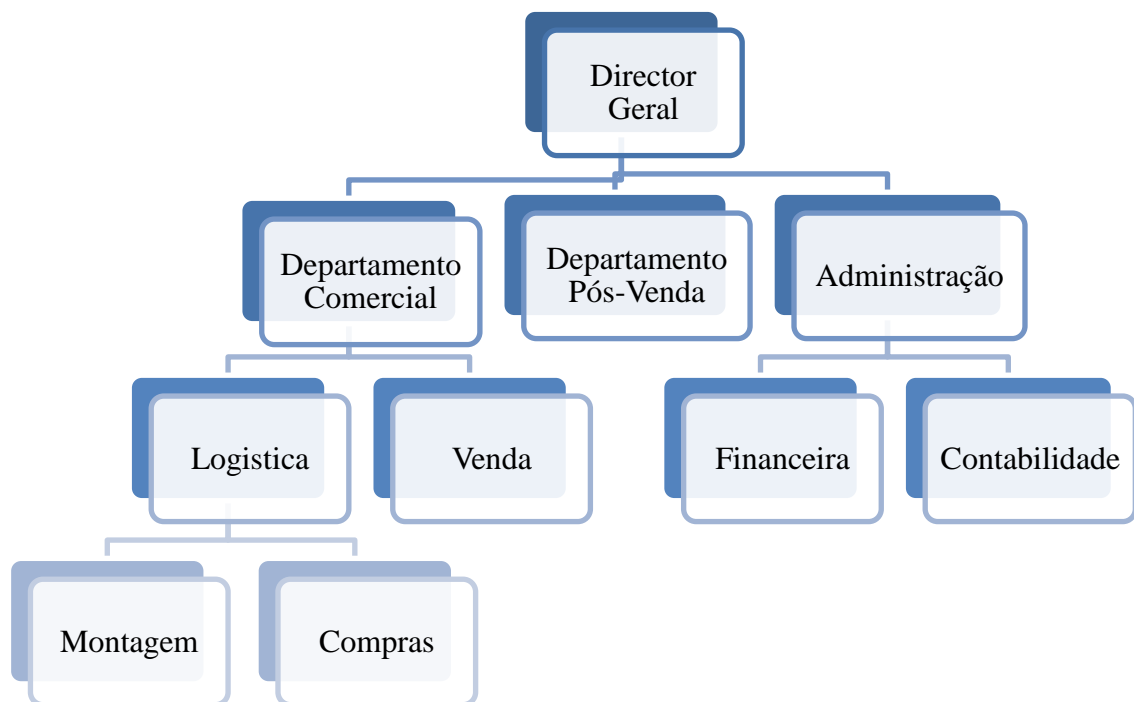 Director
Geral
Departamento
Comercial
Departamento
Pós-Venda
Administração
Logistica
Venda
Financeira
Contabilidade
Montagem
Compras